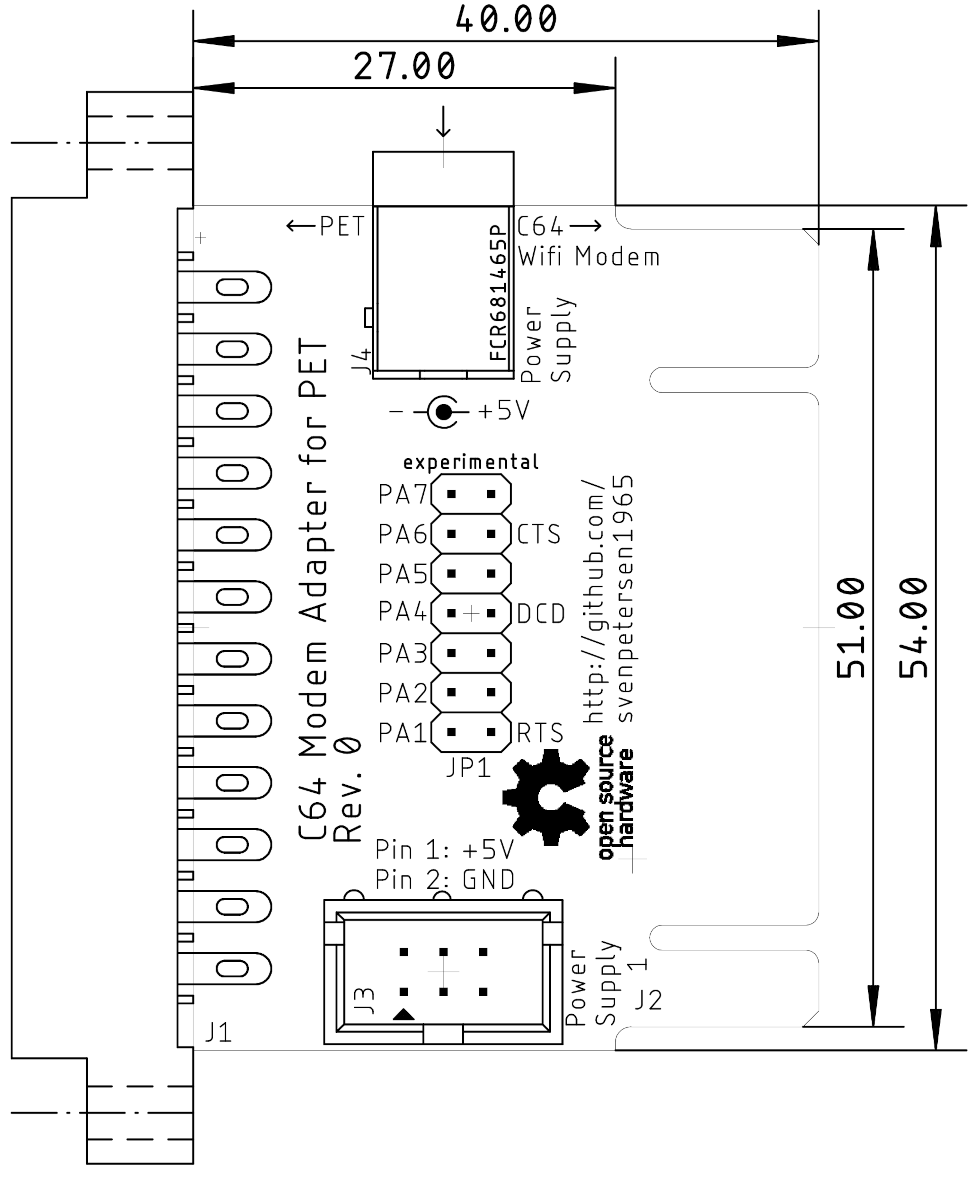 40.00
27.00
←PET
C64→
Wifi Modem
FCR681465P
Power
Supply
J4
- +5V
C64 Modem Adapter for PET
Rev. 0
experimental
PA7
PA6 CTS
PA5
PA4 DCD
PA3
PA2
PA1 RTS
JP1
http://github.com/
svenpetersen1965
open source
hardware
51.00
54.00
Pin 1: +5V
Pin 2: GND
J3
Power
Supply
1
J2
J1